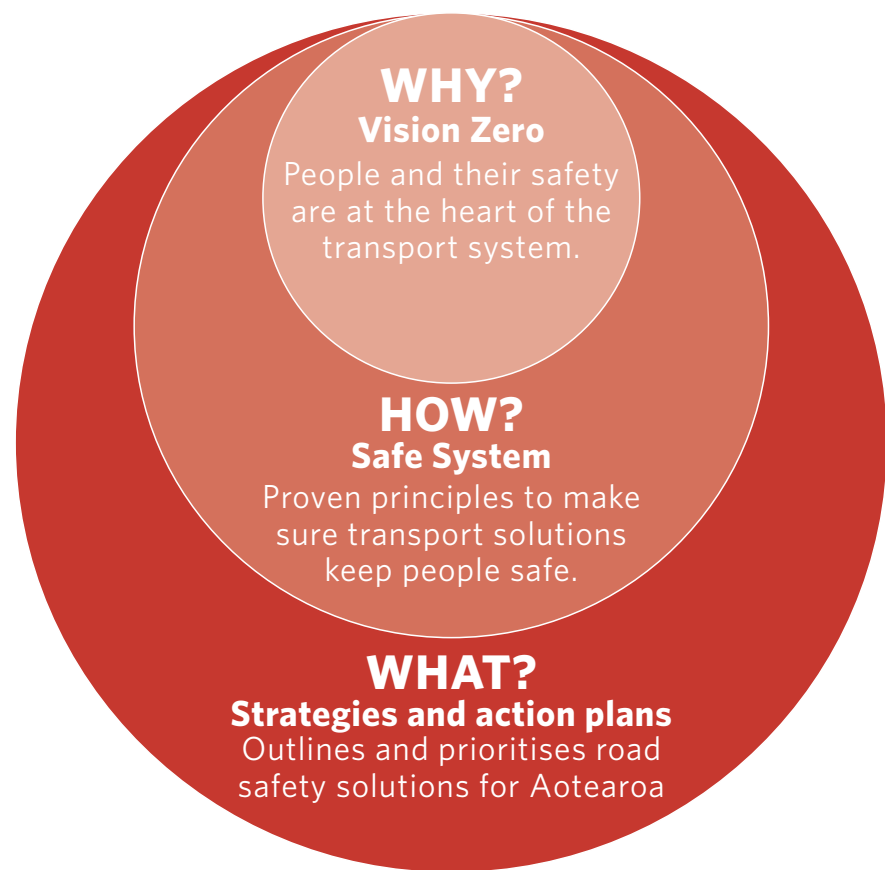 WHY?
Vision Zero
People and their safety
are at the heart of the
transport system.
HOW?
Safe System
Proven principles to make
sure transport solutions
keep people safe.
WHAT?
Strategies and action plans
Outlines and prioritises road
safety solutions for Aotearoa